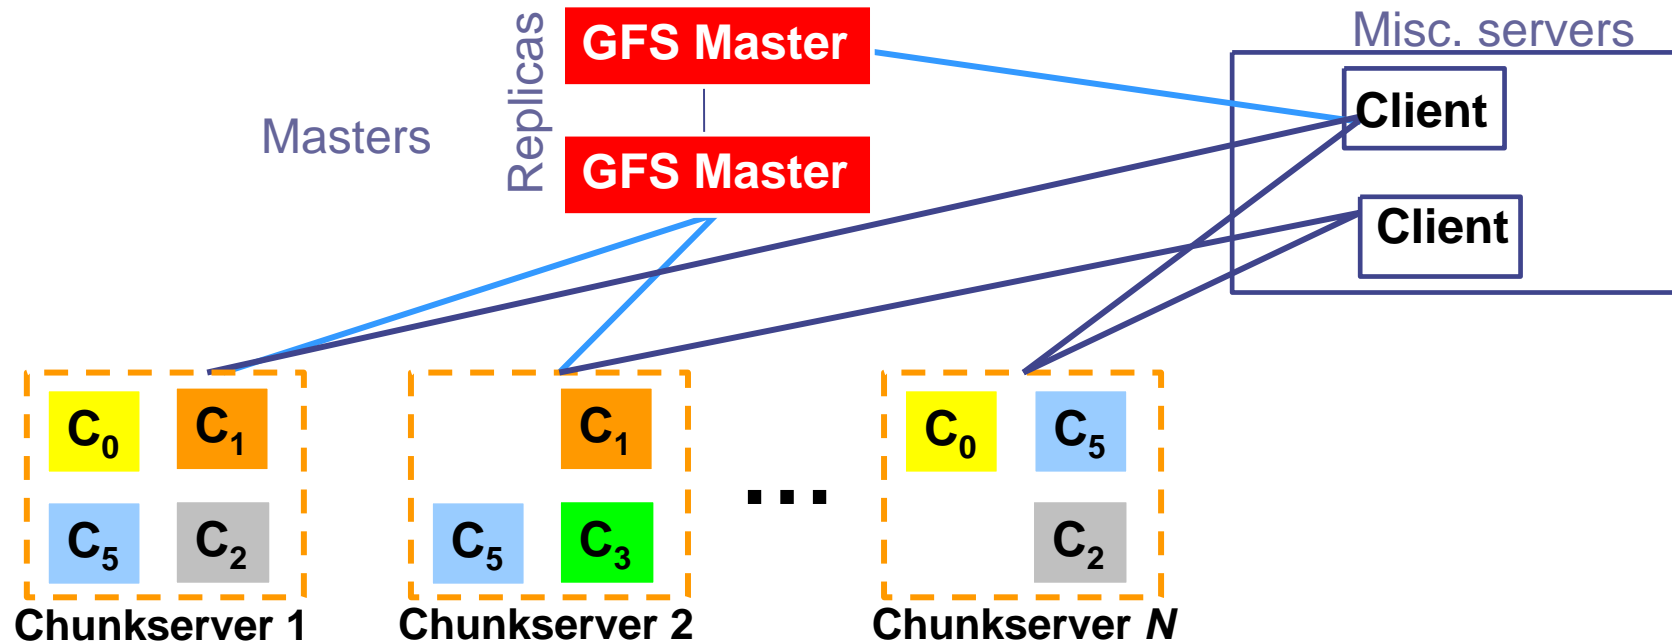 Replicas
GFS Master
Misc. servers
Client
Masters
GFS Master
Client
C₀ C₁
C₅ C₂
Chunkserver 1
C₁
C₅ C₃
Chunkserver 2
...
C₀ C₅
C₂
Chunkserver N